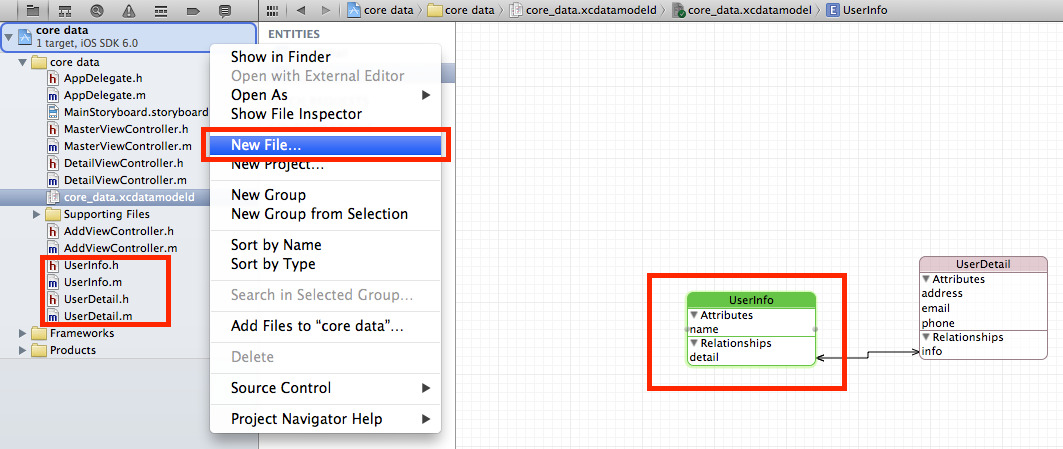 core data
core data
core_data.xcdatamodeld
core_data.xcdatamodel
E
UserInfo
core data
1 target, iOS SDK 6.0
core data
h AppDelegate.h
m AppDelegate.m
MainStoryboard.storyboard
h MasterViewController.h
m MasterViewController.m
h DetailViewController.h
m DetailViewController.m
core_data.xcdatamodeld
Supporting Files
h AddViewController.h
m AddViewController.m
h UserInfo.h
m UserInfo.m
h UserDetail.h
m UserDetail.m
Frameworks
Products
ENTITIES
Show in Finder
Open with External Editor
Open As
Show File Inspector
New File...
New Project...
New Group
New Group from Selection
Sort by Name
Sort by Type
Search in Selected Group...
Add Files to “core data”...
Delete
Source Control
Project Navigator Help
UserInfo
Attributes
name
Relationships
detail
UserDetail
Attributes
address
email
phone
Relationships
info